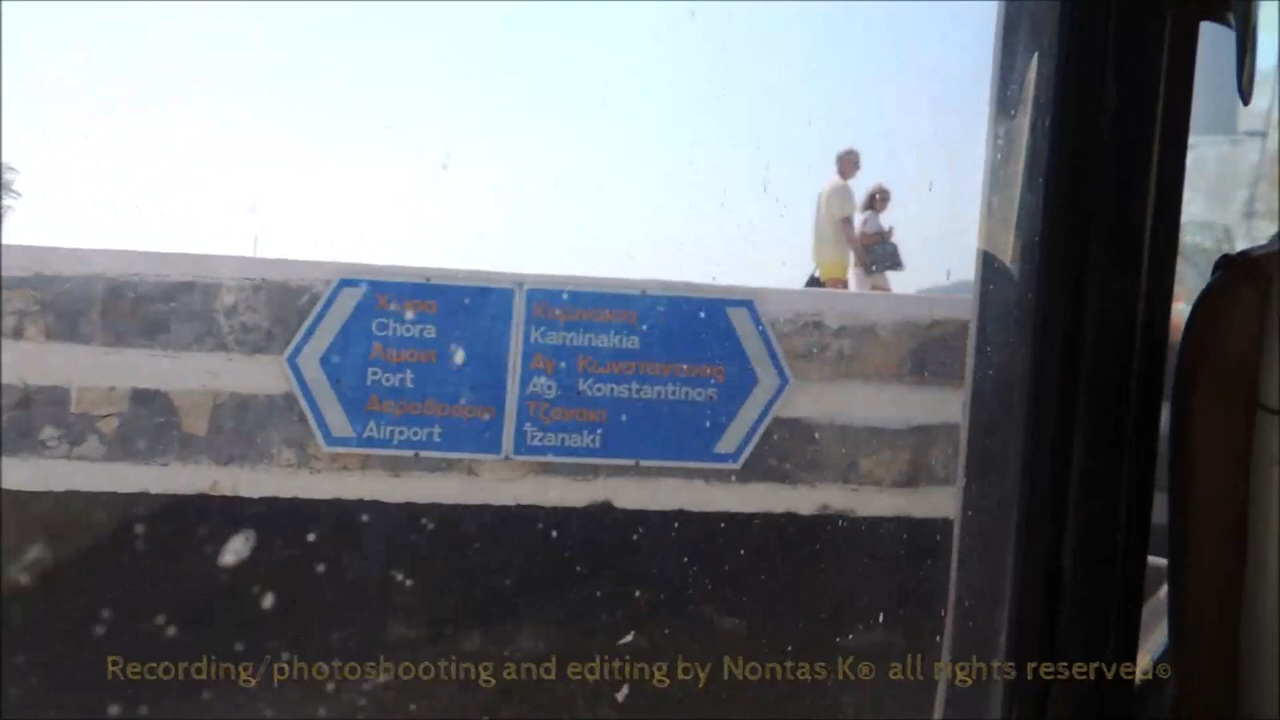 Χώρα
Chora
Λιμάνι
Port
Αεροδρόμιο
Airport
Καμινάκια
Kaminakia
Αγ. Κωνσταντίνος
Ag. Konstantinos
Τζανάκι
Tzanaki
Recording/photoshooting and editing by Nontas K® all rights reserved©